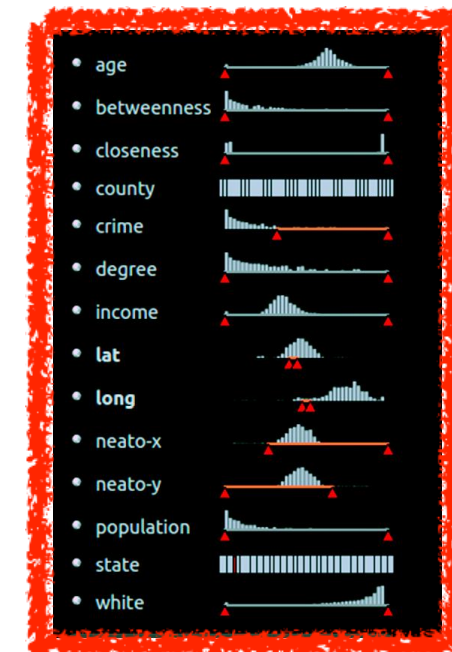 age
betweenness
closeness
county
crime
degree
income
lat
long
neato-x
neato-y
population
state
white